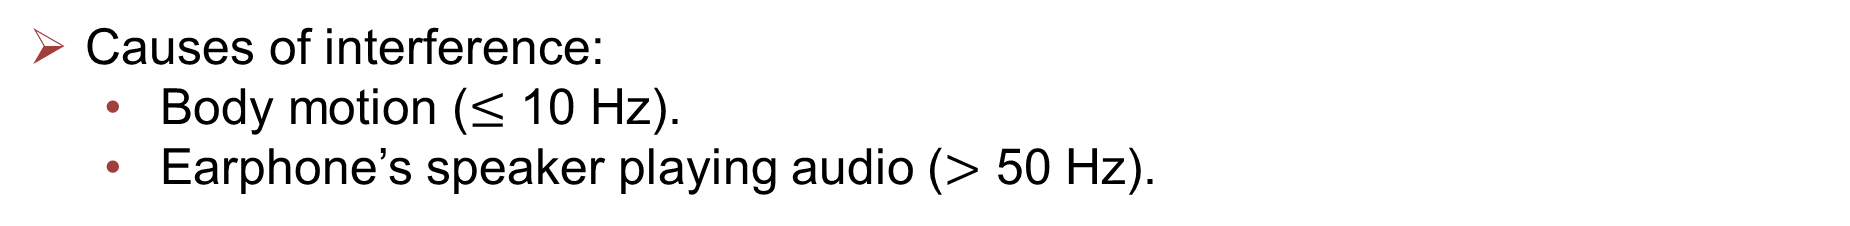 ➢ Causes of interference:
• Body motion (≤ 10 Hz).
• Earphone’s speaker playing audio (> 50 Hz).